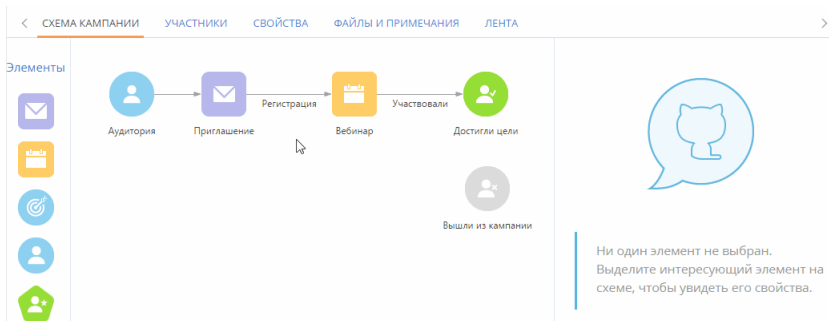 СХЕМА КАМПАНИИ УЧАСТНИКИ СВОЙСТВА ФАЙЛЫ И ПРИМЕЧАНИЯ ЛЕНТА
Элементы
Регистрация Участвовали
Аудитория Приглашение Вебинар Достигли цели
Вышли из кампании
Ни один элемент не выбран.
Выделите интересующий элемент на
схеме, чтобы увидеть его свойства.